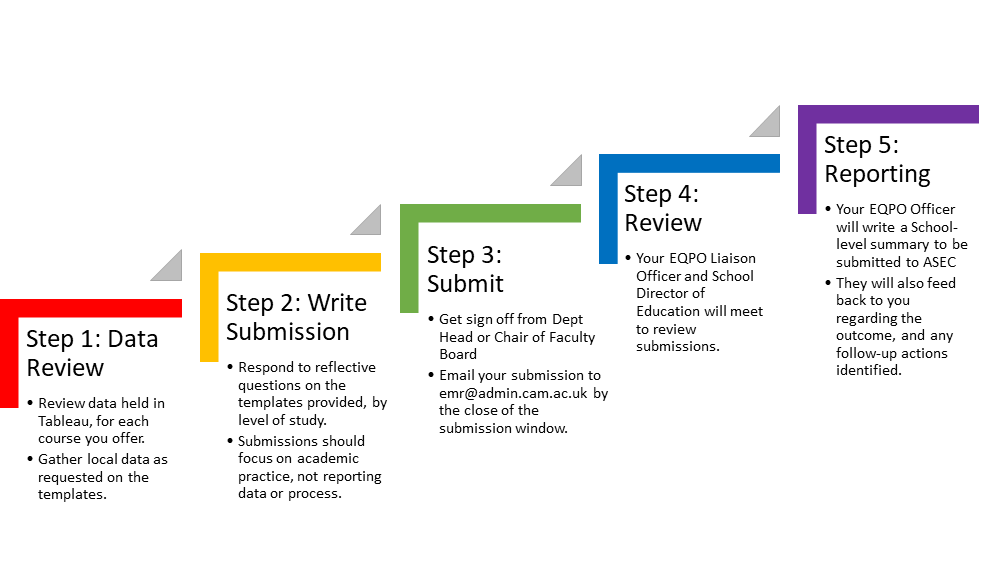 Step 1: Data
Review
• Review data held in
Tableau, for each
course you offer.
• Gather local data as
requested on the
templates.
Step 2: Write
Submission
• Respond to reflective
questions on the
templates provided, by
level of study.
• Submissions should
focus on academic
practice, not reporting
data or process.
Step 3:
Submit
• Get sign off from Dept
Head or Chair of Faculty
Board
• Email your submission to
emr@admin.cam.ac.uk by
the close of the
submission window.
Step 4:
Review
• Your EQPO Liaison
Officer and School
Director of
Education will meet
to review
submissions.
Step 5:
Reporting
• Your EQPO Officer
will write a School-
level summary to be
submitted to ASEC
• They will also feed
back to you
regarding the
outcome, and any
follow-up actions
identified.